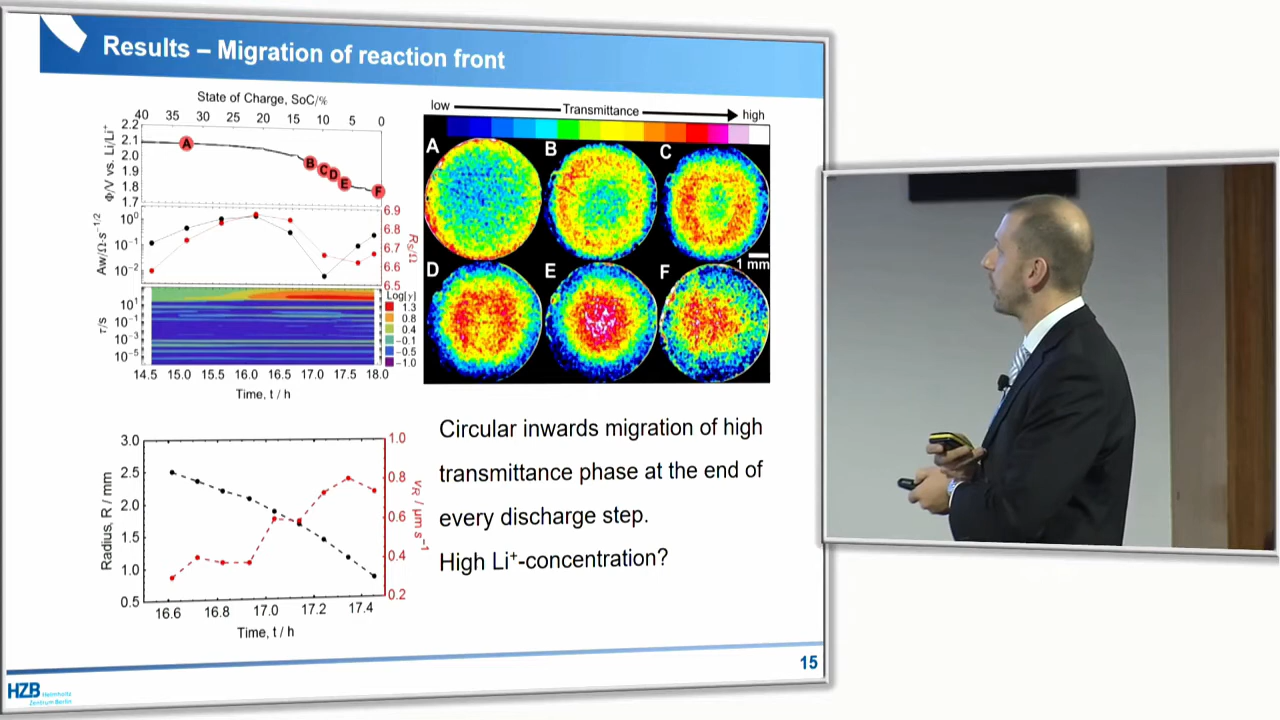 Results – Migration of reaction front
State of Charge, SoC/%
40 35 30 25 20 15 10 5 0
2.2
2.1
2.0
1.9
1.8
1.7
Φ/V vs. Li/Li⁺
A
B
C
D
E
F
10⁰
10⁻¹
10⁻²
Aw/Ω·s⁻¹/²
6.9
6.8
6.7
6.6
6.5
Rs/Ω
10¹
10⁻¹
10⁻³
10⁻⁵
τ/s
Log[γ]
1.3
0.8
0.4
−0.1
−0.5
−1.0
14.5 15.0 15.5 16.0 16.5 17.0 17.5 18.0
Time, t / h
low Transmittance high
A B C
1 mm
D E F
3.0
2.5
2.0
1.5
1.0
0.5
Radius, R / mm
1.0
0.8
0.6
0.4
0.2
vR / µm s⁻¹
16.6 16.8 17.0 17.2 17.4
Time, t / h
Circular inwards migration of high
transmittance phase at the end of
every discharge step.
High Li⁺-concentration?
15
HZB Helmholtz
Zentrum Berlin